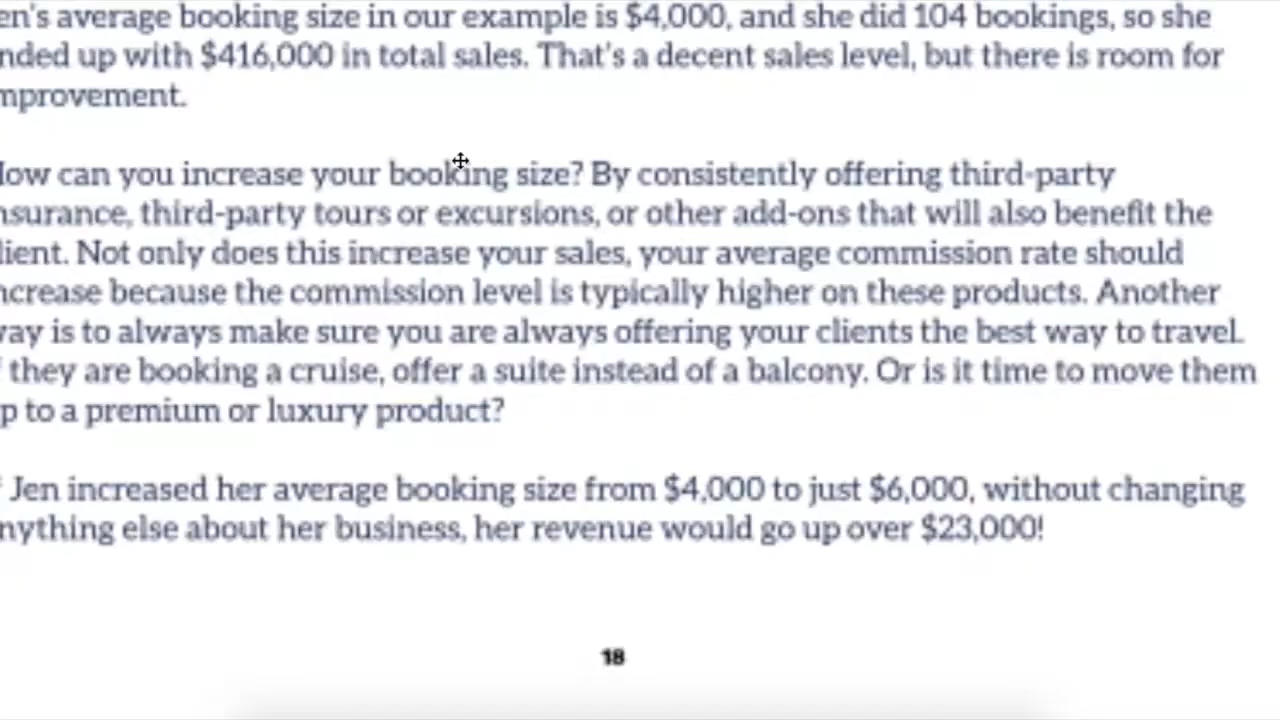 en's average booking size in our example is $4,000, and she did 104 bookings, so she
nded up with $416,000 in total sales. That's a decent sales level, but there is room for
mprovement.
How can you increase your booking size? By consistently offering third-party
nsurance, third-party tours or excursions, or other add-ons that will also benefit the
lient. Not only does this increase your sales, your average commission rate should
ncrease because the commission level is typically higher on these products. Another
way is to always make sure you are always offering your clients the best way to travel.
f they are booking a cruise, offer a suite instead of a balcony. Or is it time to move them
p to a premium or luxury product?
f Jen increased her average booking size from $4,000 to just $6,000, without changing
nything else about her business, her revenue would go up over $23,000!
18